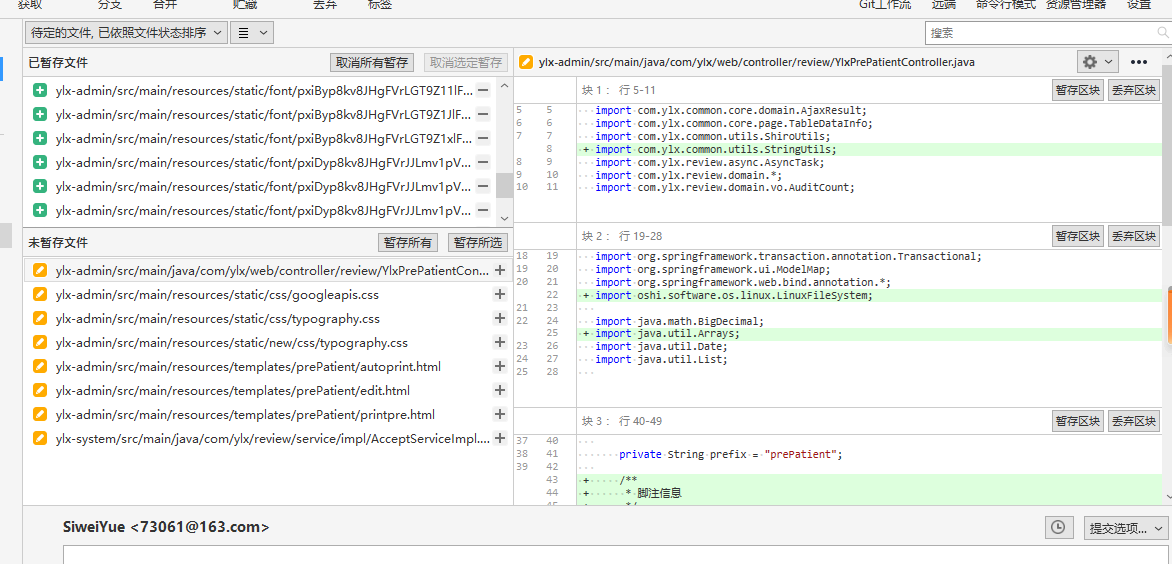 获取 分支 合并 贮藏 丢弃 标签 Git工作流 远端 命令行模式 资源管理器 设置
待定的文件, 已依照文件状态排序
搜索
已暂存文件 取消所有暂存 取消选定暂存
ylx-admin/src/main/resources/static/font/pxiByp8kv8JHgFVrLGT9Z11lF...
ylx-admin/src/main/resources/static/font/pxiByp8kv8JHgFVrLGT9Z1JlF...
ylx-admin/src/main/resources/static/font/pxiByp8kv8JHgFVrLGT9Z1xlF...
ylx-admin/src/main/resources/static/font/pxiDyp8kv8JHgFVrJJLmv1pV...
ylx-admin/src/main/resources/static/font/pxiDyp8kv8JHgFVrJJLmv1pV...
ylx-admin/src/main/resources/static/font/pxiDyp8kv8JHgFVrJJLmv1pV...
未暂存文件 暂存所有 暂存所选
ylx-admin/src/main/java/com/ylx/web/controller/review/YlxPrePatientCon...
ylx-admin/src/main/resources/static/css/googleapis.css
ylx-admin/src/main/resources/static/css/typography.css
ylx-admin/src/main/resources/static/new/css/typography.css
ylx-admin/src/main/resources/templates/prePatient/autoprint.html
ylx-admin/src/main/resources/templates/prePatient/edit.html
ylx-admin/src/main/resources/templates/prePatient/printpre.html
ylx-system/src/main/java/com/ylx/review/service/impl/AcceptServiceImpl....
ylx-admin/src/main/java/com/ylx/web/controller/review/YlxPrePatientController.java
块 1： 行 5-11 暂存区块 丢弃区块
5 5 import com.ylx.common.core.domain.AjaxResult;
6 6 import com.ylx.common.core.page.TableDataInfo;
7 7 import com.ylx.common.utils.ShiroUtils;
8 + import com.ylx.common.utils.StringUtils;
8 9 import com.ylx.review.async.AsyncTask;
9 10 import com.ylx.review.domain.*;
10 11 import com.ylx.review.domain.vo.AuditCount;
块 2： 行 19-28 暂存区块 丢弃区块
18 19 import org.springframework.transaction.annotation.Transactional;
19 20 import org.springframework.ui.ModelMap;
20 21 import org.springframework.web.bind.annotation.*;
22 + import oshi.software.os.linux.LinuxFileSystem;
21 23
22 24 import java.math.BigDecimal;
25 + import java.util.Arrays;
23 26 import java.util.Date;
24 27 import java.util.List;
25 28
块 3： 行 40-49 暂存区块 丢弃区块
37 40
38 41 private String prefix = "prePatient";
39 42
43 + /**
44 + * 脚注信息
45 + */
SiweiYue <73061@163.com> 提交选项...